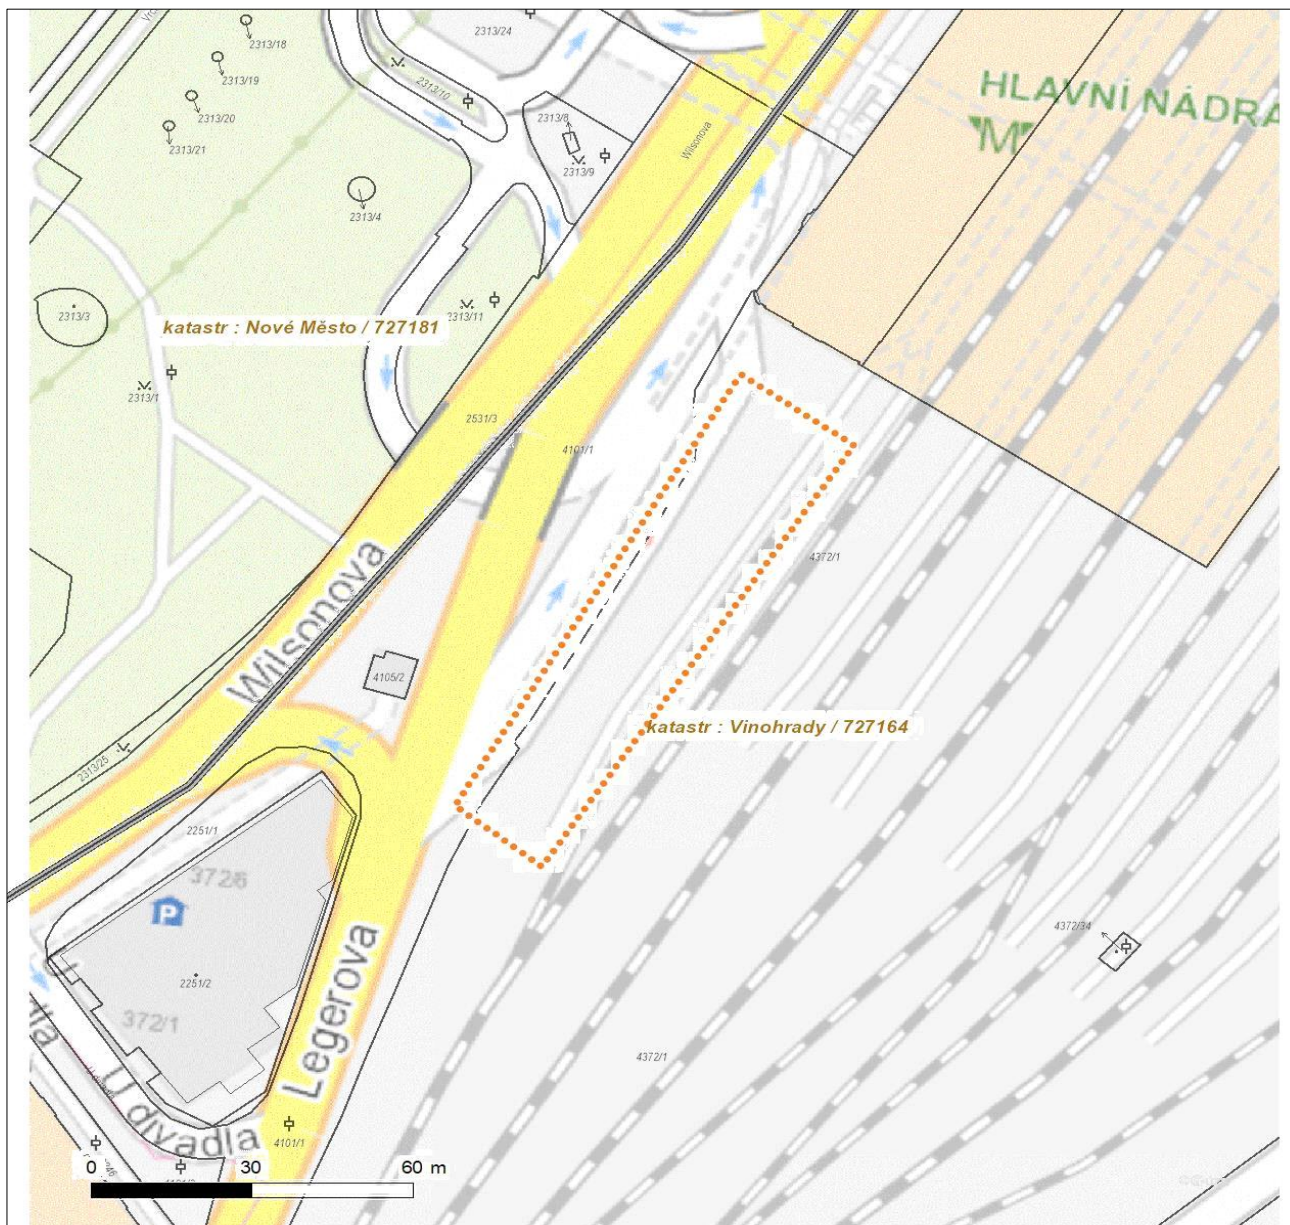 2313/24
2313/18
2313/19
2313/10
2313/20
2313/8
2313/21
2313/9
Wilsonova
HLAVNÍ NÁDRA
M
2313/4
2313/3
2313/11
katastr : Nové Město / 727181
2313/1
2531/3
4101/1
4372/1
Wilsonova
4105/2
katastr : Vinohrady / 727164
2313/25
2251/1
372/6
P
4372/34
2251/2
372/1
Legerova
4372/1
U divadla
4101/1
0 30 60 m